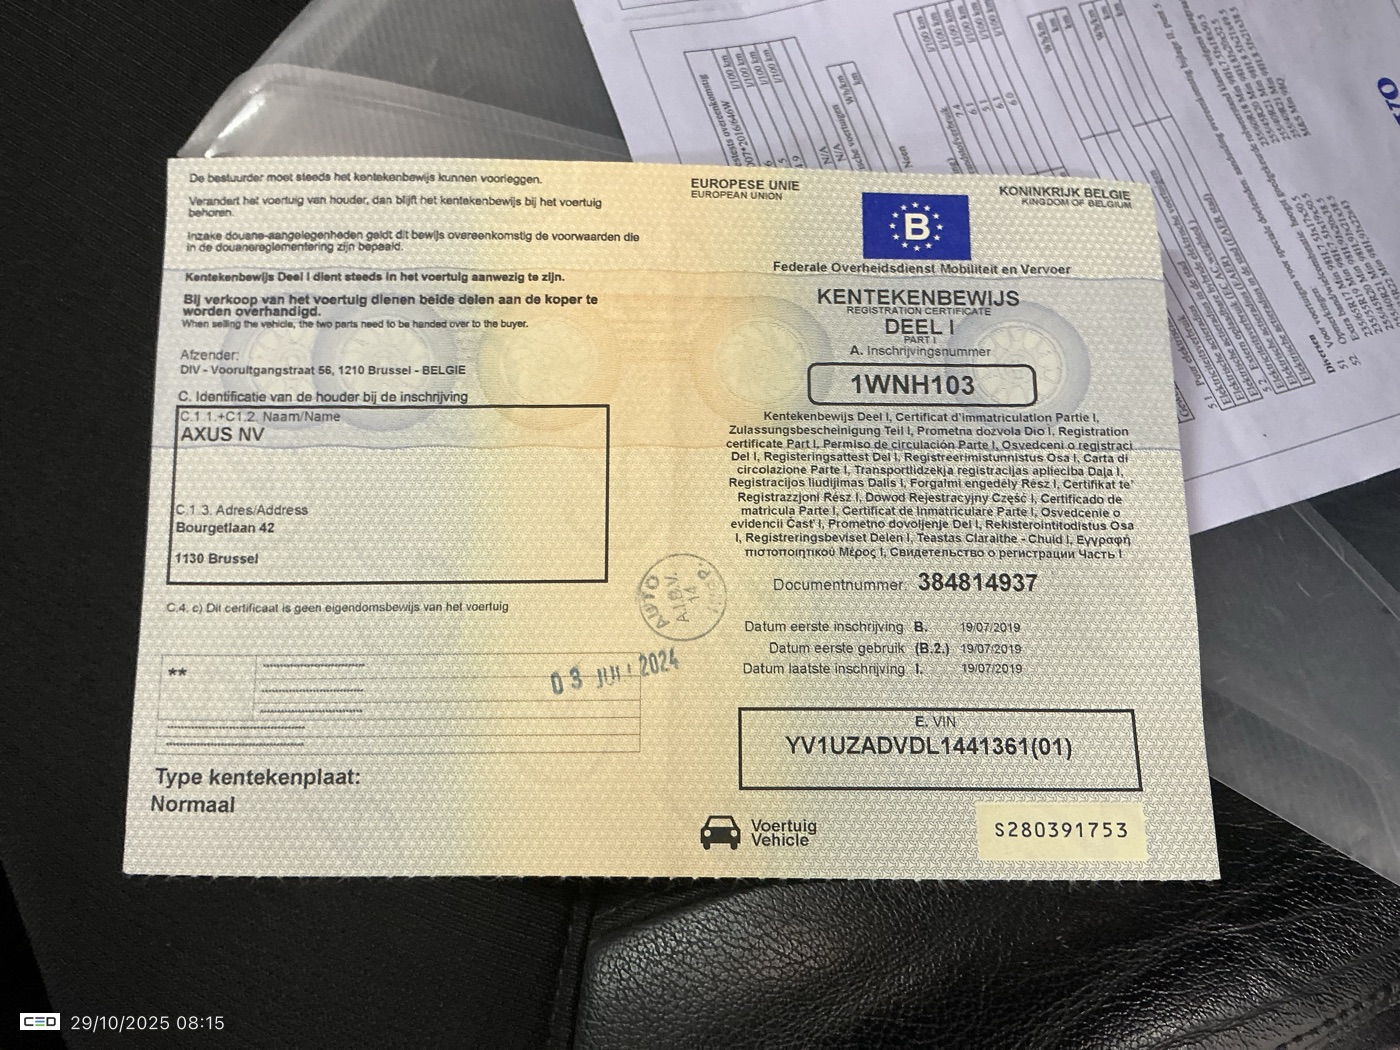 De bestuurder moet steeds het kentekenbewijs kunnen voorleggen.
Verandert het voertuig van houder, dan blijft het kentekenbewijs bij het voertuig
behoren.
Inzake douane-aangelegenheden geldt dit bewijs overeenkomstig de voorwaarden die
in de douanereglementering zijn bepaald.
Kentekenbewijs Deel I dient steeds in het voertuig aanwezig te zijn.
Bij verkoop van het voertuig dienen beide delen aan de koper te
worden overhandigd.
When selling the vehicle, the two parts need to be handed over to the buyer.
Afzender:
DIV - Vooruitgangstraat 56, 1210 Brussel - BELGIE
C. Identificatie van de houder bij de inschrijving
C.1.1.+C1.2. Naam/Name
AXUS NV
C.1.3. Adres/Address
Bourgetlaan 42
1130 Brussel
C.4. c) Dit certificaat is geen eigendomsbewijs van het voertuig
**
03 JUL 2024
AUTO
A.I.B.V.
14
Type kentekenplaat:
Normaal
EUROPESE UNIE
EUROPEAN UNION
KONINKRIJK BELGIE
KINGDOM OF BELGIUM
B
Federale Overheidsdienst Mobiliteit en Vervoer
KENTEKENBEWIJS
REGISTRATION CERTIFICATE
DEEL I
PART I
A. Inschrijvingsnummer
1WNH103
Kentekenbewijs Deel I, Certificat d'immatriculation Partie I,
Zulassungsbescheinigung Teil I, Prometna dozvola Dio I, Registration
certificate Part I, Permiso de circulación Parte I, Osvedceni o registraci
Del I, Registeringsattest Del I, Registreerimistunnistus Osa I, Carta di
circolazione Parte I, Transportlidzekja registracijas apliecība Daļa I,
Registracijos liudijimas Dalis I, Forgalmi engedély Rész I, Certifikat te'
Registrazzjoni Rész I, Dowod Rejestracyjny Część I, Certificado de
matricula Parte I, Certificat de Inmatriculare Parte I, Osvedcenie o
evidencii Časť I, Prometno dovoljenje Del I, Rekisterointitodistus Osa
I, Registreringsbeviset Delen I, Teastas Claraithe - Chuid I, Εγγραφή
πιστοποιητικού Μέρος I, Свидетельство о регистрации Часть I
Documentnummer: 384814937
Datum eerste inschrijving B. 19/07/2019
Datum eerste gebruik (B.2.) 19/07/2019
Datum laatste inschrijving I. 19/07/2019
E. VIN
YV1UZADVDL1441361(01)
Voertuig
Vehicle
S280391753
CED 29/10/2025 08:15